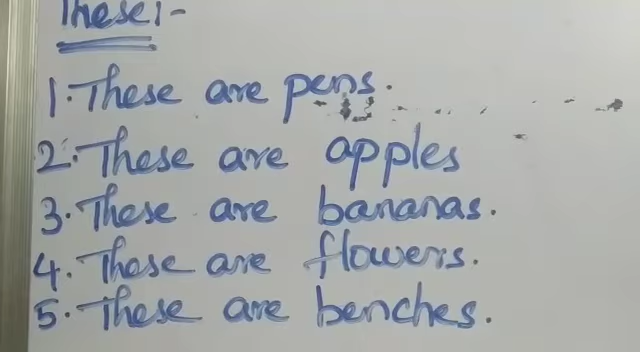 These:-
1. These are pens.
2. These are apples
3. These are bananas.
4. These are flowers.
5. These are benches.